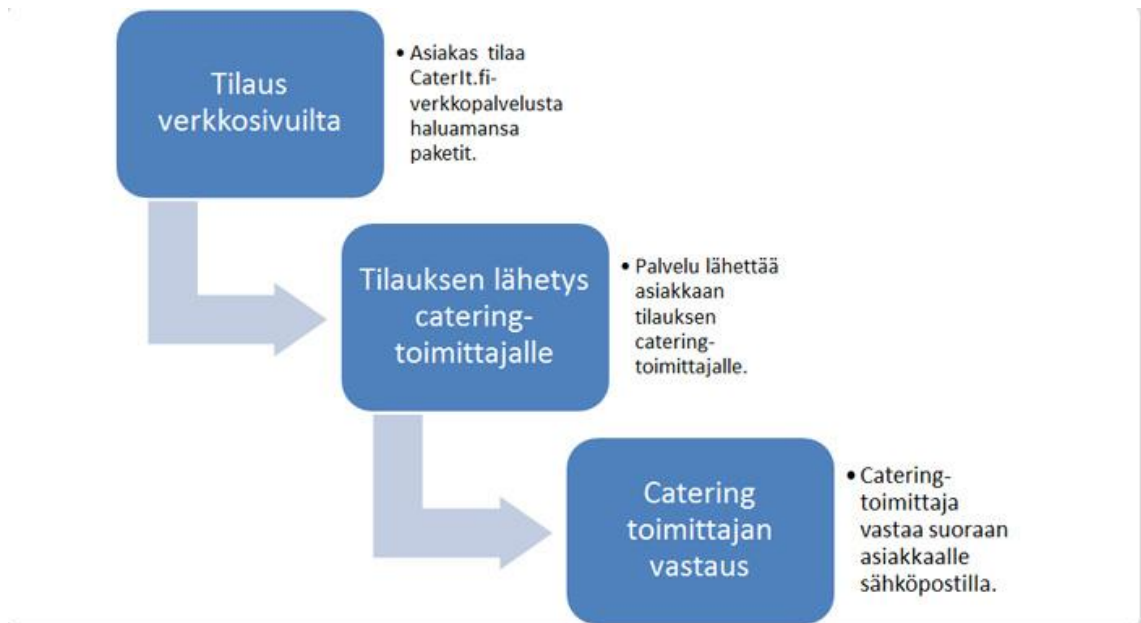 Tilaus
verkkosivuilta
• Asiakas tilaa
CaterIt.fi-
verkkopalvelusta
haluamansa
paketit.
Tilauksen lähetys
catering-
toimittajalle
• Palvelu lähettää
asiakkaan
tilauksen
catering-
toimittajalle.
Catering
toimittajan
vastaus
• Catering-
toimittaja
vastaa suoraan
asiakkaalle
sähköpostilla.